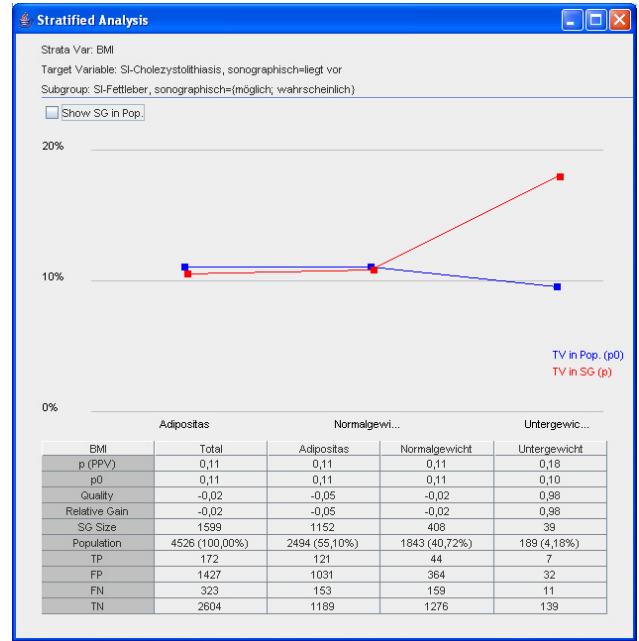 Stratified Analysis
Strata Var: BMI
Target Variable: SI-Cholezystolithiasis, sonographisch=liegt vor
Subgroup: SI-Fettleber, sonographisch={möglich; wahrscheinlich}
Show SG in Pop.
20%
10%
TV in Pop. (p0)
TV in SG (p)
0%
Adipositas Normalgewi... Untergewic...
BMI Total Adipositas Normalgewicht Untergewicht
p (PPV) 0,11 0,11 0,11 0,18
p0 0,11 0,11 0,11 0,10
Quality -0,02 -0,05 -0,02 0,98
Relative Gain -0,02 -0,05 -0,02 0,98
SG Size 1599 1152 408 39
Population 4526 (100,00%) 2494 (55,10%) 1843 (40,72%) 189 (4,18%)
TP 172 121 44 7
FP 1427 1031 364 32
FN 323 153 159 11
TN 2604 1189 1276 139